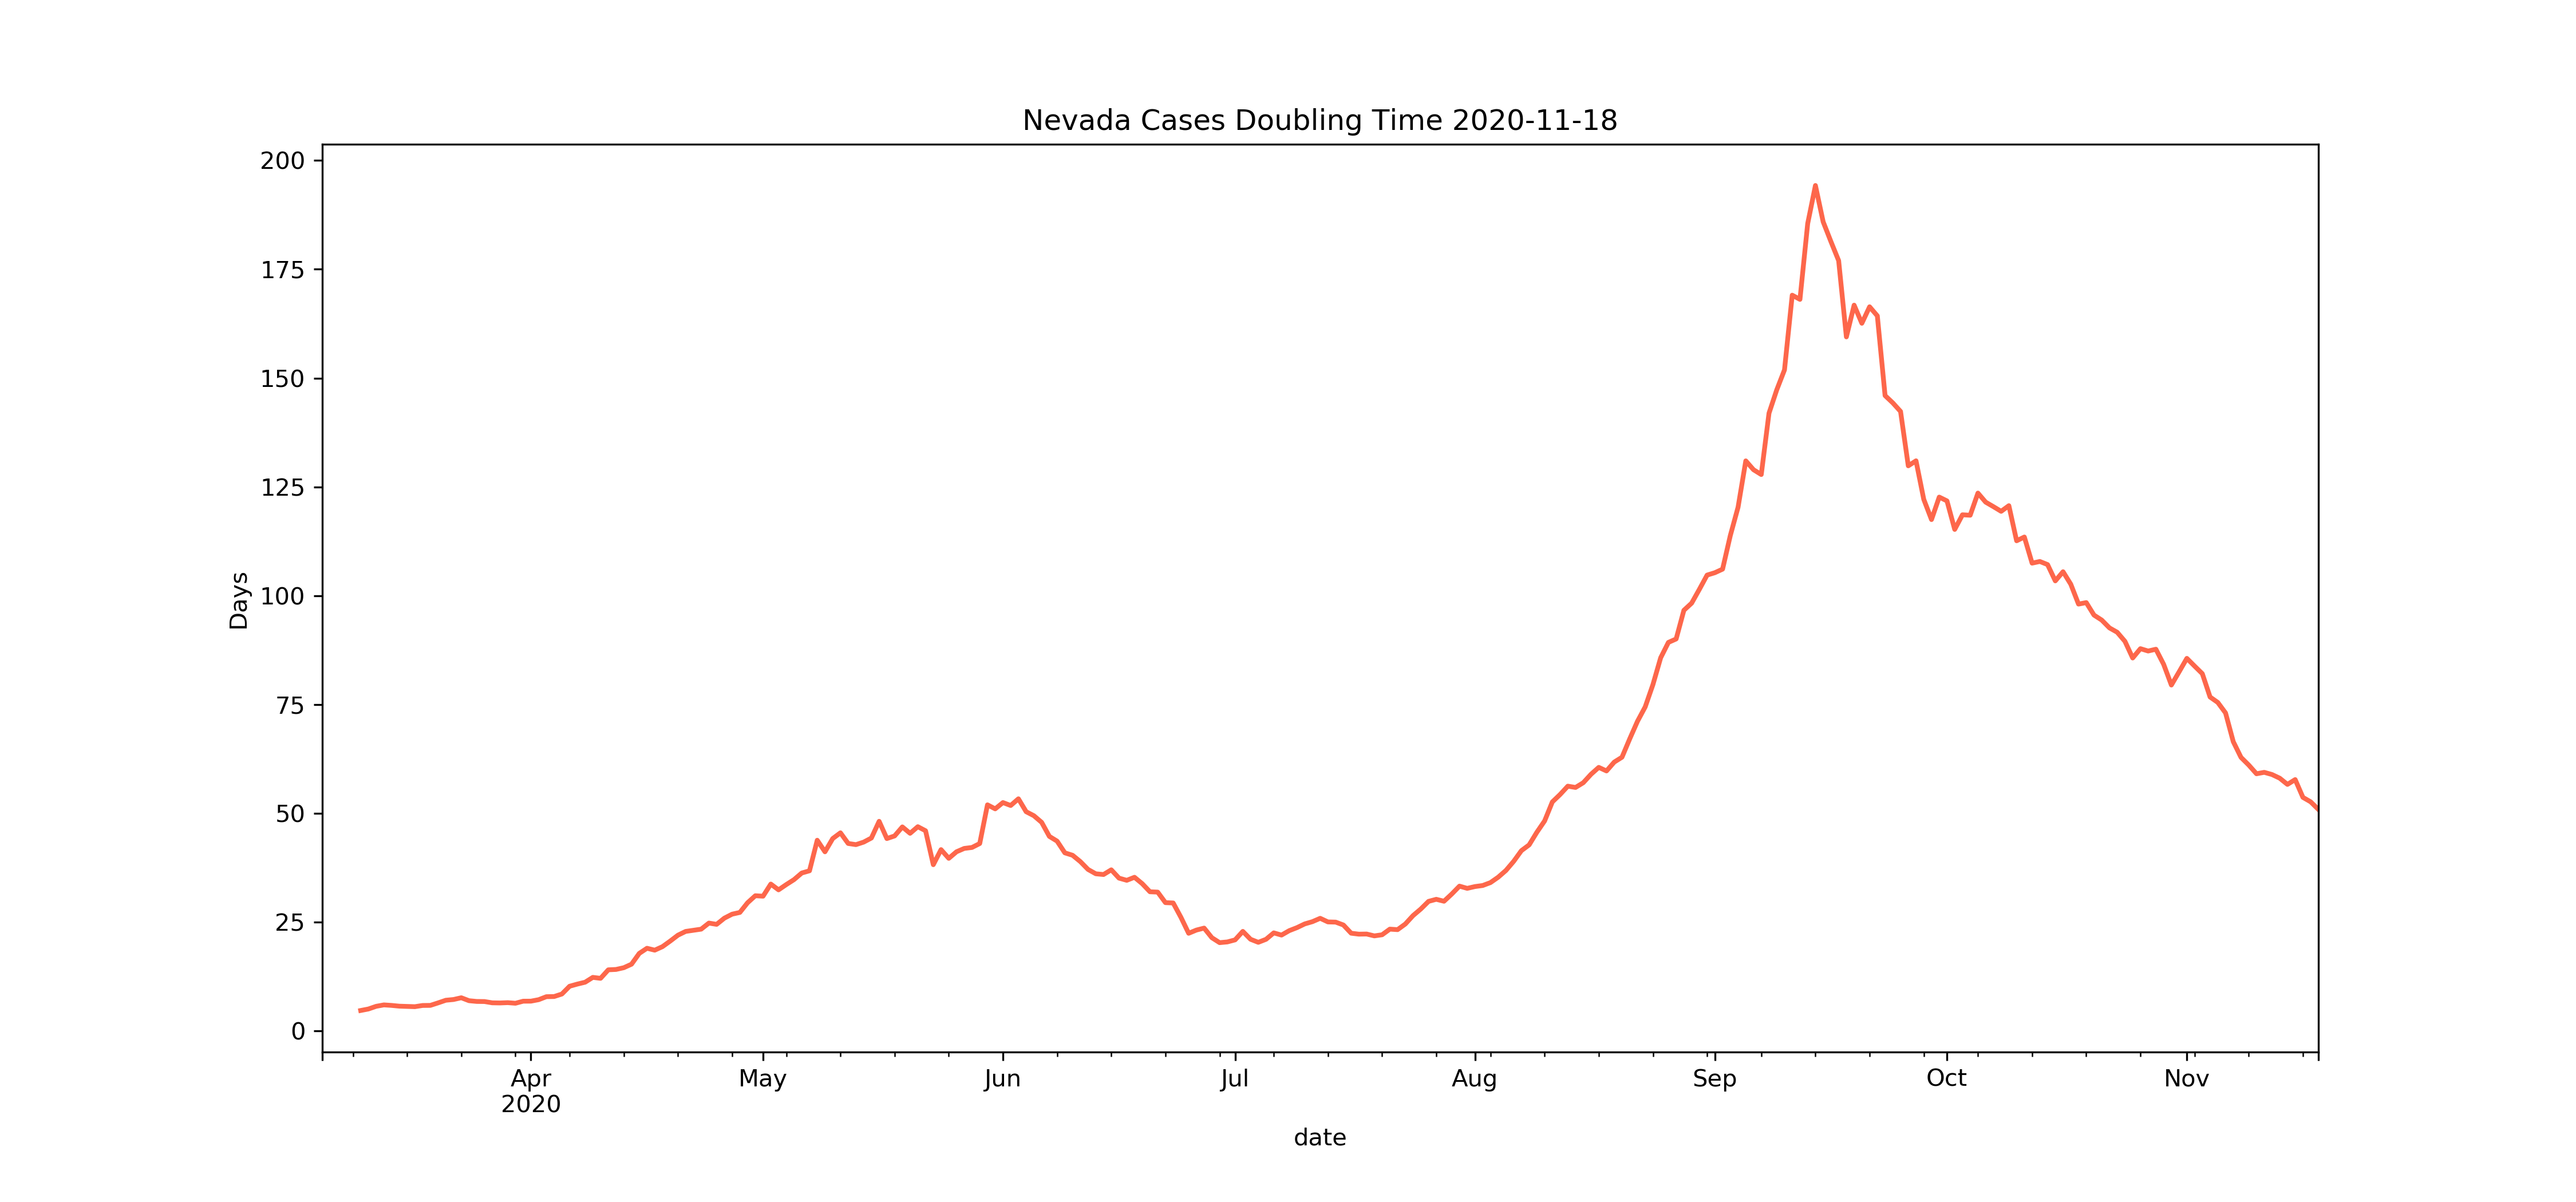 Nevada Cases Doubling Time 2020-11-18
200
175
150
125
100
75
50
25
0
Days
Apr May Jun Jul Aug Sep Oct Nov
2020
date